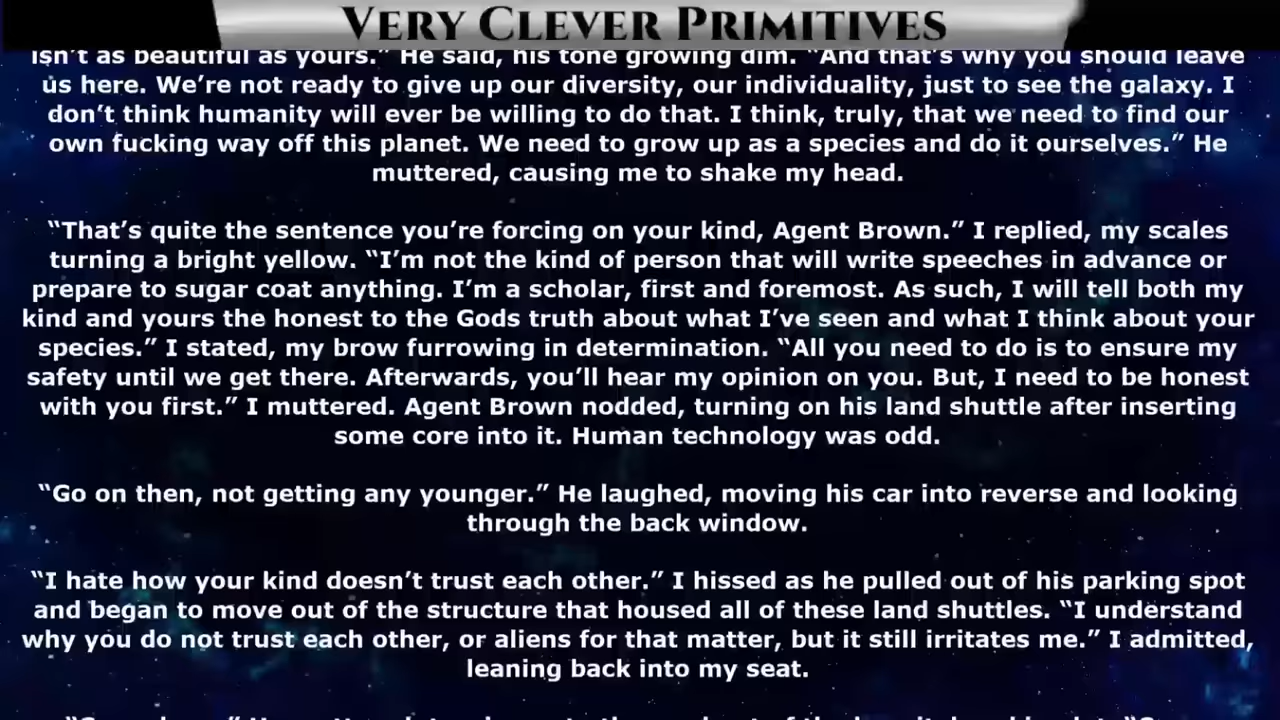 VERY CLEVER PRIMITIVES
isn't as beautiful as yours.” He said, his tone growing dim. “And that’s why you should leave
us here. We’re not ready to give up our diversity, our individuality, just to see the galaxy. I
don’t think humanity will ever be willing to do that. I think, truly, that we need to find our
own fucking way off this planet. We need to grow up as a species and do it ourselves.” He
muttered, causing me to shake my head.
“That’s quite the sentence you’re forcing on your kind, Agent Brown.” I replied, my scales
turning a bright yellow. “I’m not the kind of person that will write speeches in advance or
prepare to sugar coat anything. I’m a scholar, first and foremost. As such, I will tell both my
kind and yours the honest to the Gods truth about what I’ve seen and what I think about your
species.” I stated, my brow furrowing in determination. “All you need to do is to ensure my
safety until we get there. Afterwards, you’ll hear my opinion on you. But, I need to be honest
with you first.” I muttered. Agent Brown nodded, turning on his land shuttle after inserting
some core into it. Human technology was odd.
“Go on then, not getting any younger.” He laughed, moving his car into reverse and looking
through the back window.
“I hate how your kind doesn’t trust each other.” I hissed as he pulled out of his parking spot
and began to move out of the structure that housed all of these land shuttles. “I understand
why you do not trust each other, or aliens for that matter, but it still irritates me.” I admitted,
leaning back into my seat.